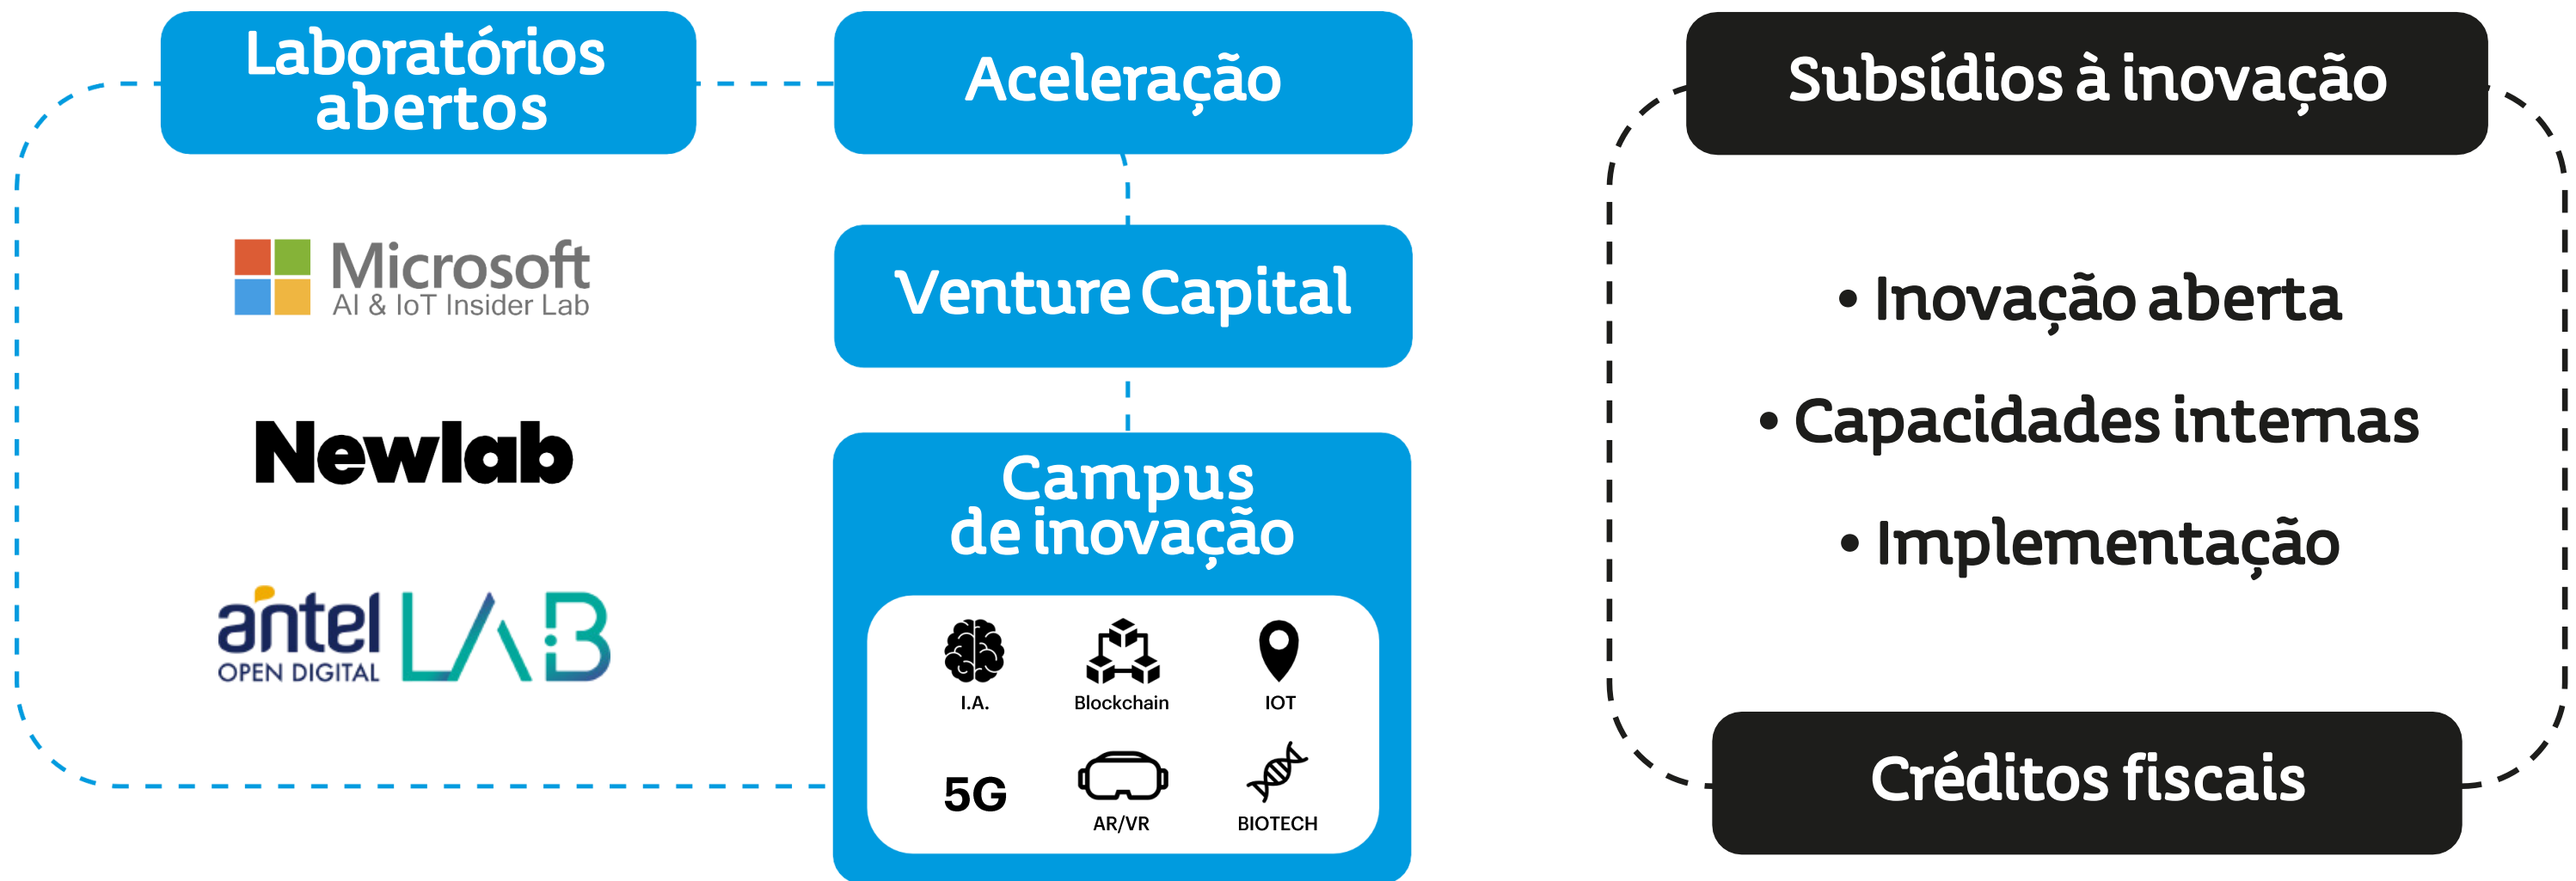 Laboratórios
abertos
Microsoft
AI & IoT Insider Lab
Newlab
antel
OPEN DIGITAL
LAB
Aceleração
Venture Capital
Campus
de inovação
I.A.
Blockchain
IOT
5G
AR/VR
BIOTECH
Subsídios à inovação
• Inovação aberta
• Capacidades internas
• Implementação
Créditos fiscais